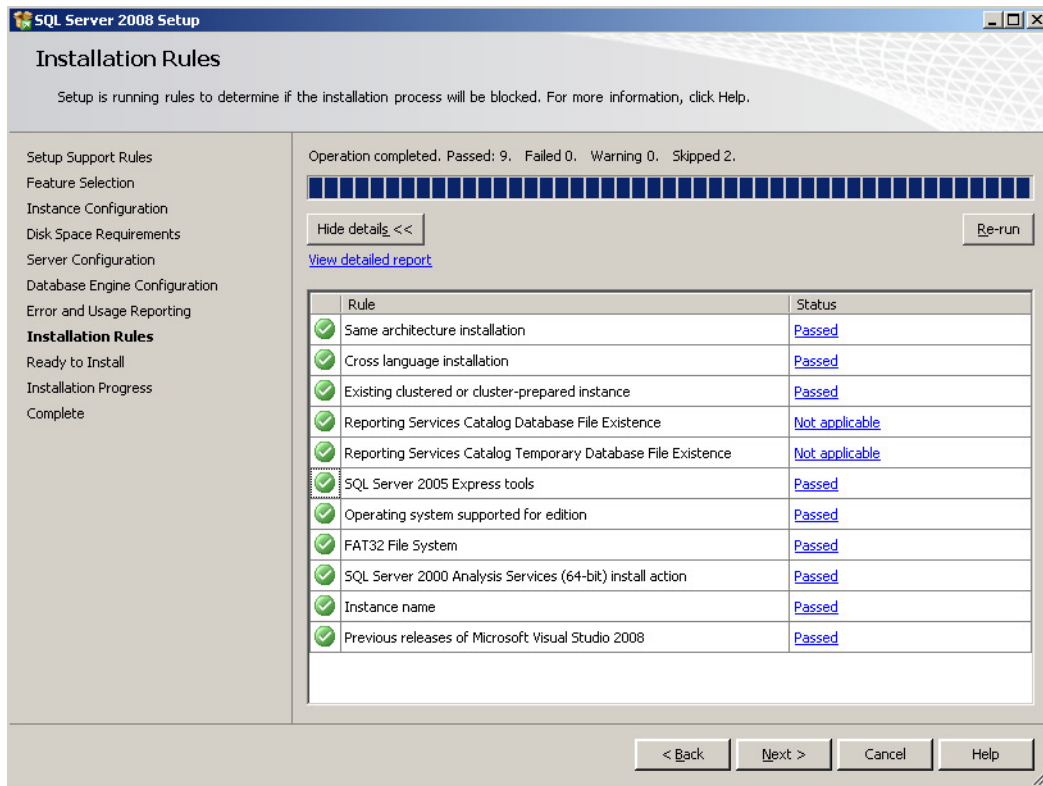 SQL Server 2008 Setup
Installation Rules
Setup is running rules to determine if the installation process will be blocked. For more information, click Help.
Setup Support Rules
Feature Selection
Instance Configuration
Disk Space Requirements
Server Configuration
Database Engine Configuration
Error and Usage Reporting
Installation Rules
Ready to Install
Installation Progress
Complete
Operation completed. Passed: 9. Failed 0. Warning 0. Skipped 2.
Hide details << Re-run
View detailed report
Rule Status
Same architecture installation Passed
Cross language installation Passed
Existing clustered or cluster-prepared instance Passed
Reporting Services Catalog Database File Existence Not applicable
Reporting Services Catalog Temporary Database File Existence Not applicable
SQL Server 2005 Express tools Passed
Operating system supported for edition Passed
FAT32 File System Passed
SQL Server 2000 Analysis Services (64-bit) install action Passed
Instance name Passed
Previous releases of Microsoft Visual Studio 2008 Passed
< Back Next > Cancel Help